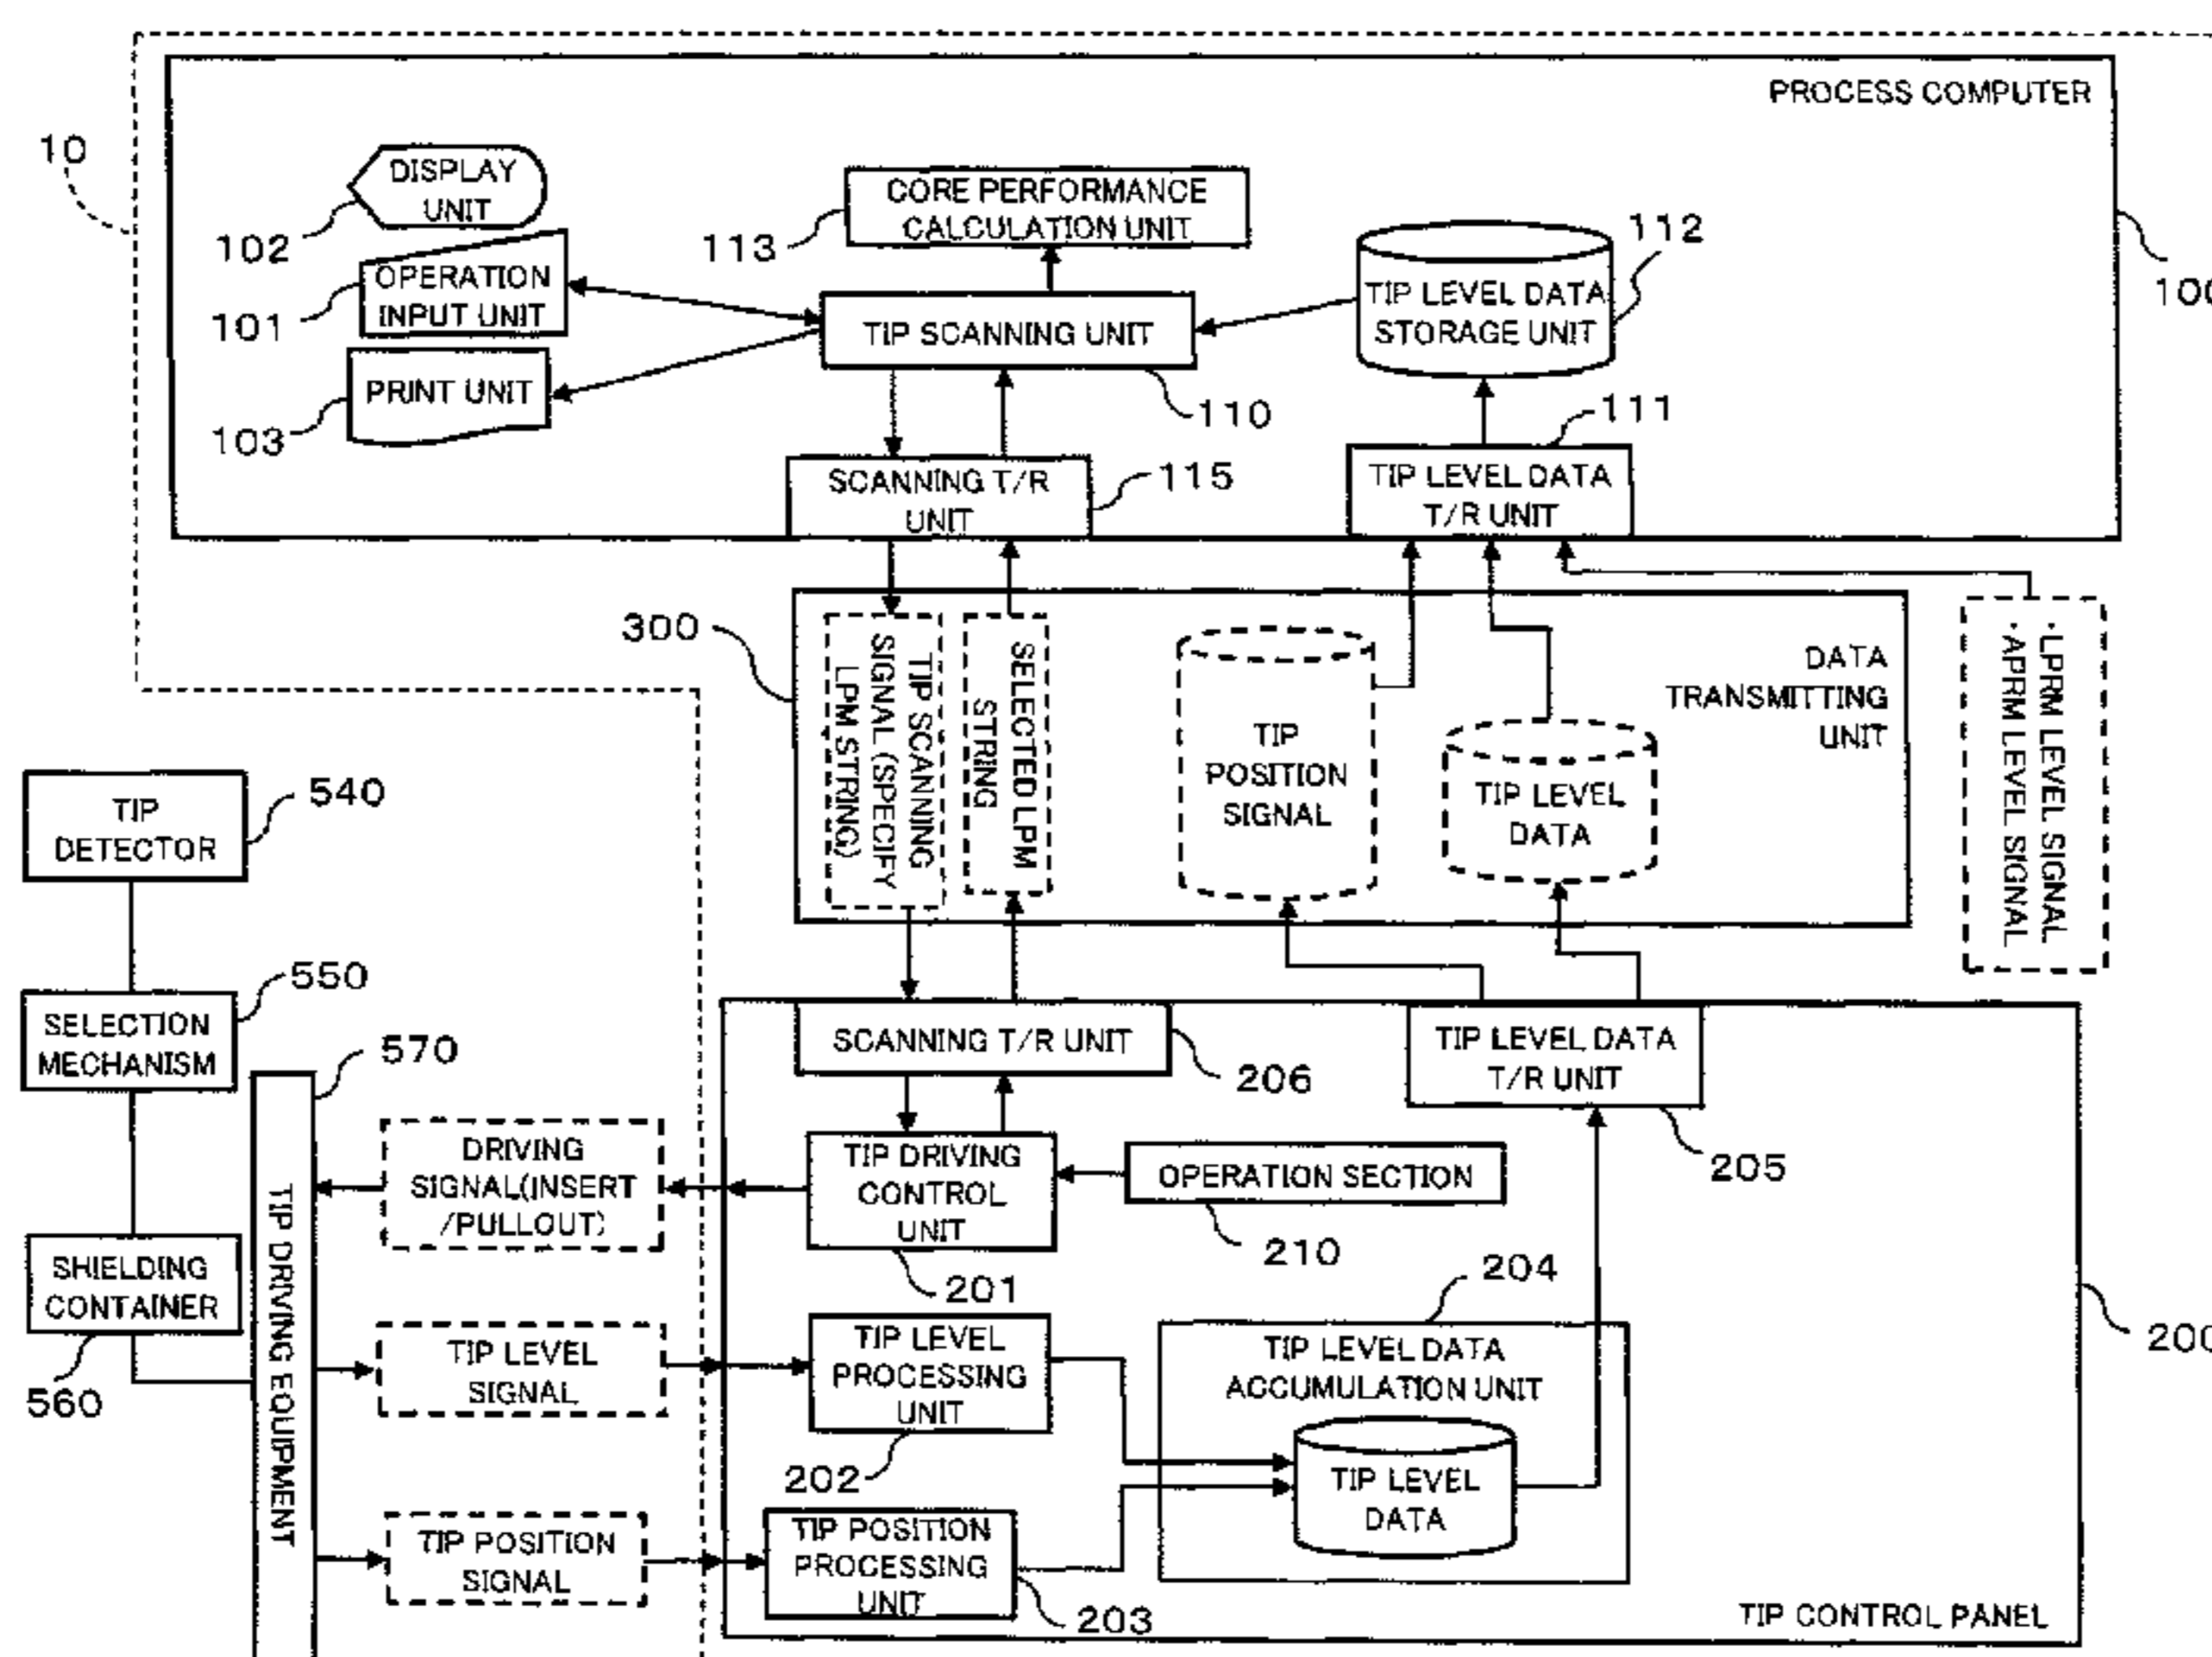 PROCESS COMPUTER
10
DISPLAY
UNIT
102
CORE PERFORMANCE
CALCULATION UNIT
113
112
OPERATION
INPUT UNIT
101
TIP SCANNING UNIT
110
TIP LEVEL DATA
STORAGE UNIT
PRINT UNIT
103
111
SCANNING T/R
UNIT
115
TIP LEVEL DATA
T/R UNIT
300
TIP SCANNING
SIGNAL (SPECIFY
LPM STRING)
SELECTED LPM
STRING
TIP
POSITION
SIGNAL
TIP LEVEL
DATA
DATA
TRANSMITTING
UNIT
·LPRM LEVEL SIGNAL
·APRM LEVEL SIGNAL
TIP
DETECTOR
540
SELECTION
MECHANISM
550
SHIELDING
CONTAINER
560
570
TIP DRIVING EQUIPMENT
DRIVING
SIGNAL(INSERT
/PULLOUT)
TIP LEVEL
SIGNAL
TIP POSITION
SIGNAL
SCANNING T/R UNIT
206
TIP LEVEL DATA
T/R UNIT
205
TIP DRIVING
CONTROL
UNIT
201
OPERATION SECTION
210
204
TIP LEVEL
PROCESSING
UNIT
202
TIP LEVEL DATA
ACCUMULATION UNIT
TIP LEVEL
DATA
TIP POSITION
PROCESSING
UNIT
203
TIP CONTROL PANEL